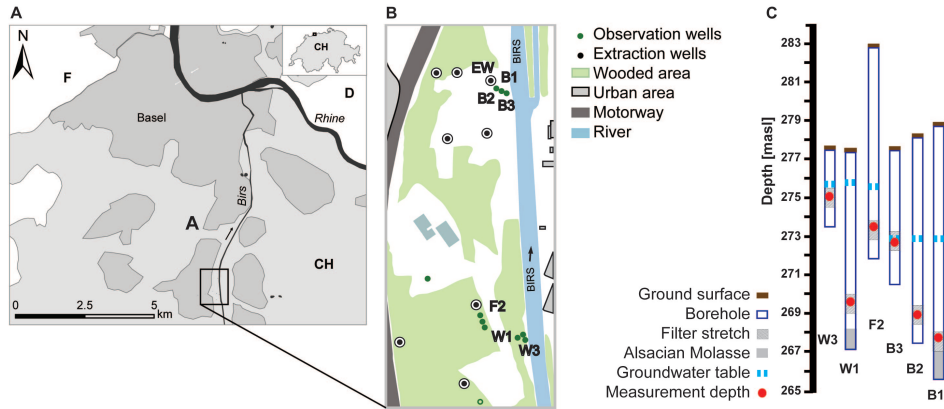 A
N
CH
F
D
Basel
Rhine
Birs
A
CH
0 2.5 5
km
B
BIRS
EW
B1
B2
B3
F2
W1
W3
BIRS
Observation wells
Extraction wells
Wooded area
Urban area
Motorway
River
C
Depth [masl]
283
281
279
277
275
273
271
269
267
265
W3
W1
F2
B3
B2
B1
Ground surface
Borehole
Filter stretch
Alsacian Molasse
Groundwater table
Measurement depth